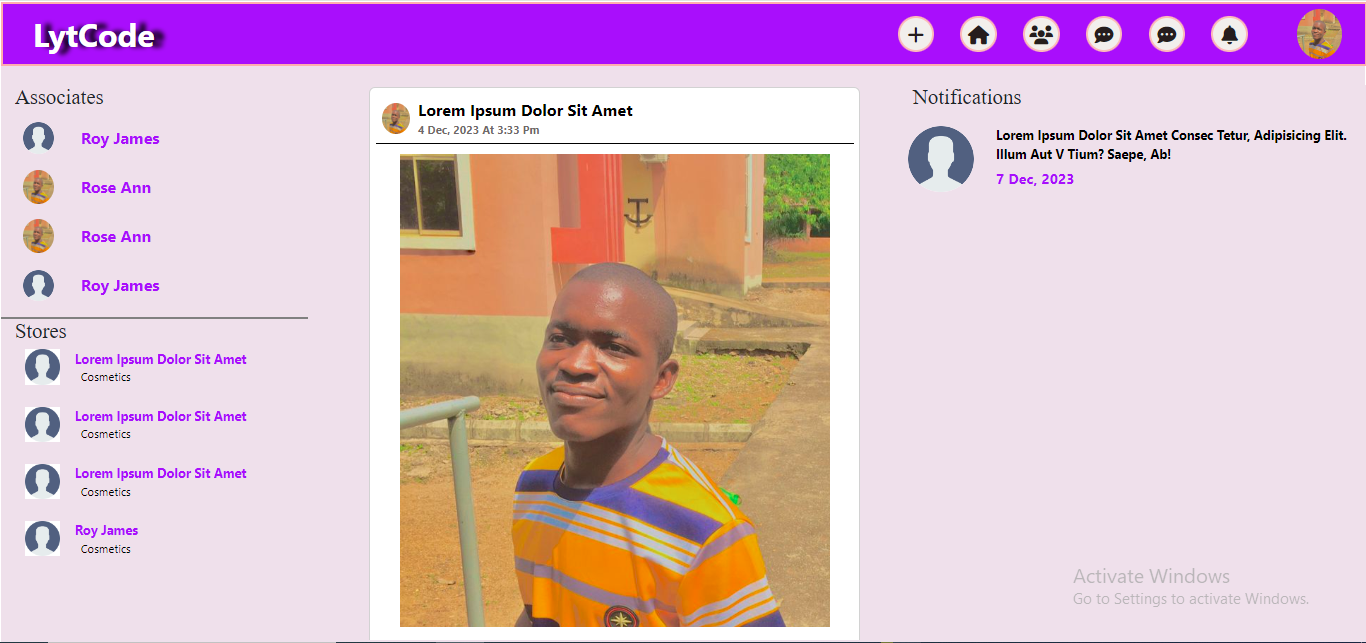 LytCode
Associates
Roy James
Rose Ann
Rose Ann
Roy James
Stores
Lorem Ipsum Dolor Sit Amet
Cosmetics
Lorem Ipsum Dolor Sit Amet
Cosmetics
Lorem Ipsum Dolor Sit Amet
Cosmetics
Roy James
Cosmetics
Lorem Ipsum Dolor Sit Amet
4 Dec, 2023 At 3:33 Pm
Notifications
Lorem Ipsum Dolor Sit Amet Consec Tetur, Adipisicing Elit.
Illum Aut V Tium? Saepe, Ab!
7 Dec, 2023
Activate Windows
Go to Settings to activate Windows.